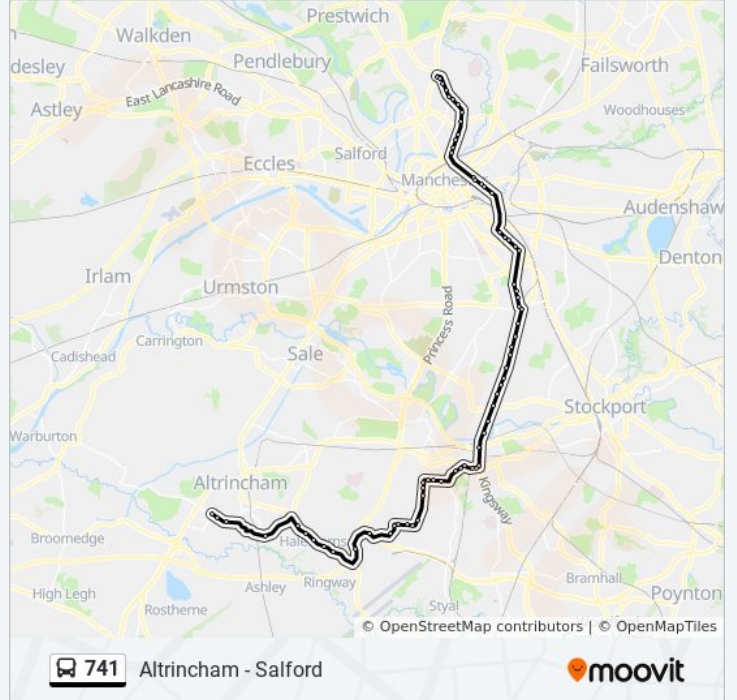 Prestwich
Walkden
Pendlebury
Failsworth
desley
East Lancashire Road
Astley
Woodhouses
Salford
Eccles
Manches
Audenshaw
Denton
Irlam
Urmston
Princess Road
Carrington
Sale
Cadishead
Stockport
Warburton
Altrincham
Kingsway
Broomedge
Hale
Ringway
Ashley
High Legh
Rostherne
Styal
Bramhall
Poynton
© OpenStreetMap contributors | © OpenMapTiles
741 Altrincham - Salford
moovit